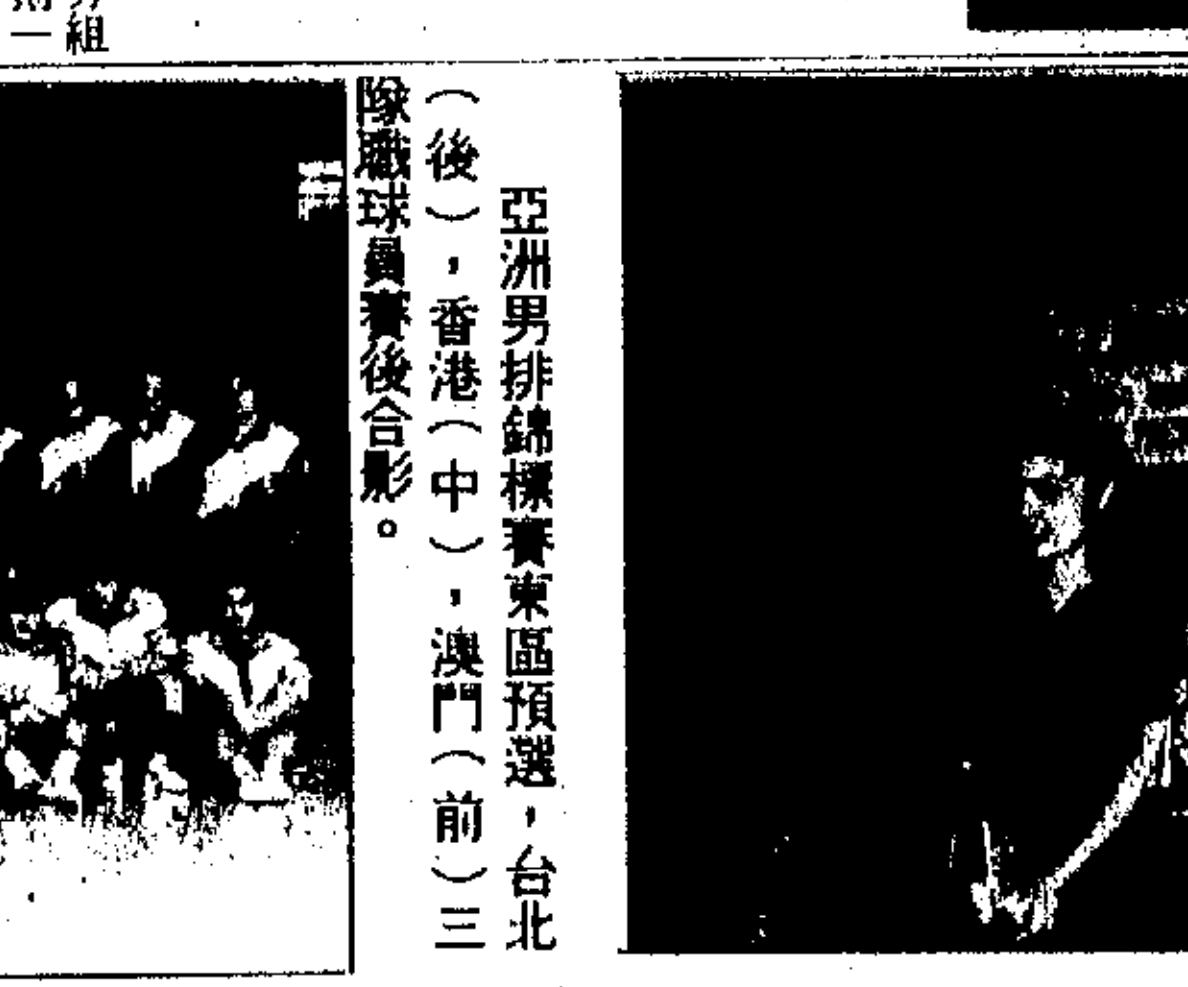 組
一
亞洲男排錦標賽東區預選，台北
（後），香港（中），澳門（前）三
隊職球員賽後合影。